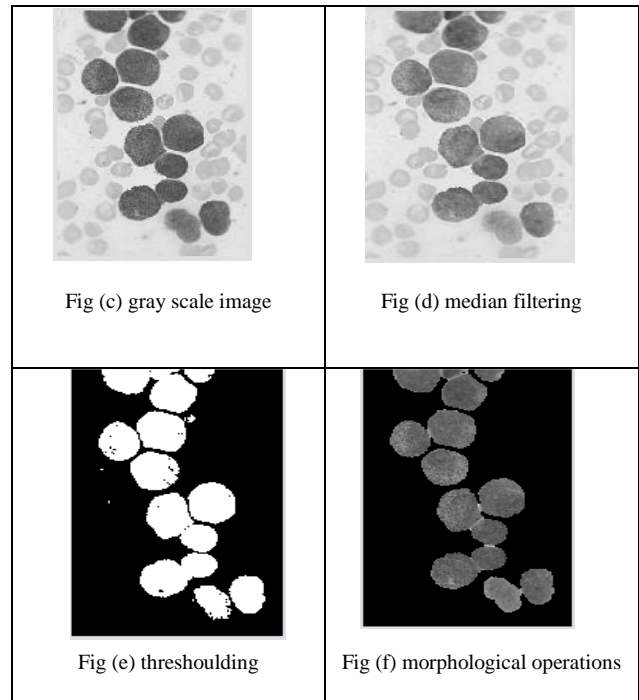 Fig (c) gray scale image
Fig (d) median filtering
Fig (e) threshoulding
Fig (f) morphological operations